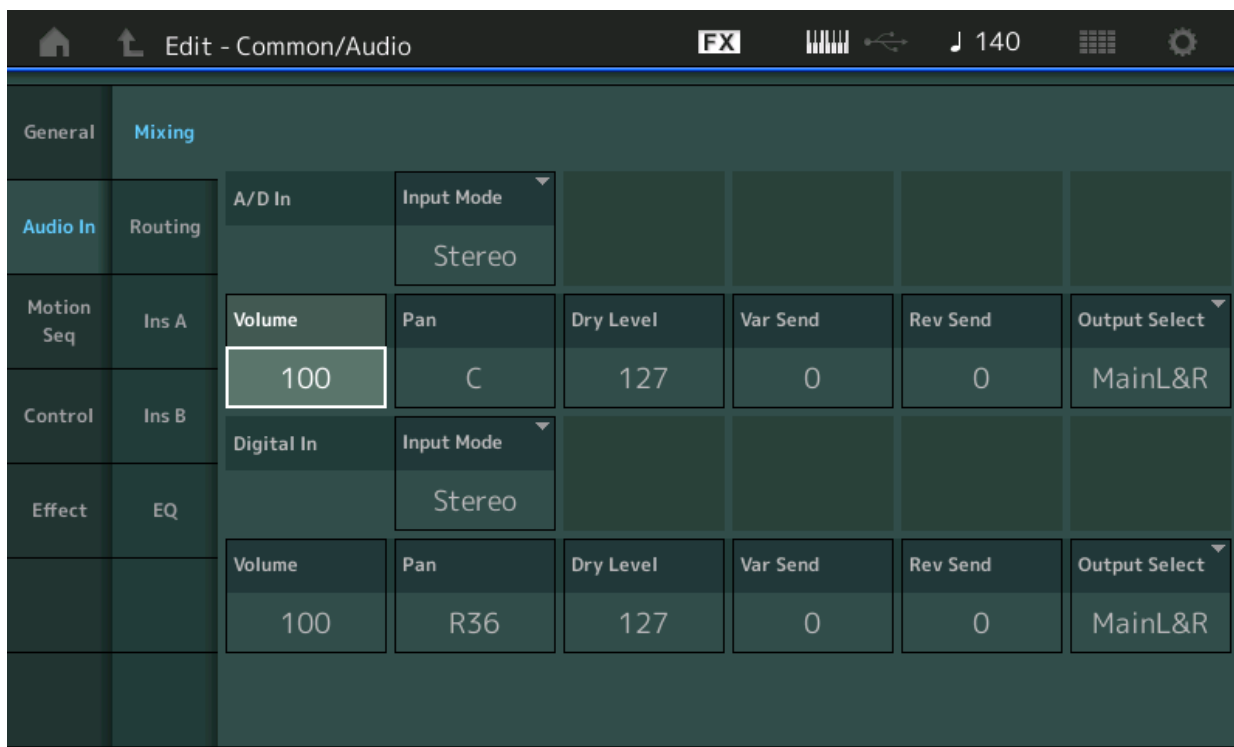 Edit - Common/Audio FX ♩ 140
General Mixing
Audio In Routing
Motion
Seq
Ins A
Control Ins B
Effect EQ
A/D In Input Mode
Stereo
Volume Pan Dry Level Var Send Rev Send Output Select
100 C 127 0 0 MainL&R
Digital In Input Mode
Stereo
Volume Pan Dry Level Var Send Rev Send Output Select
100 R36 127 0 0 MainL&R